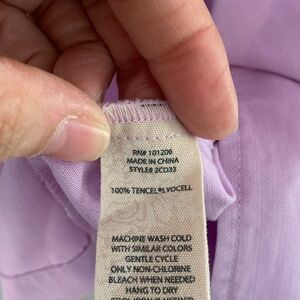 RN# 101209
MADE IN CHINA
STYLE# 2CD33
100% TENCEL® LYOCELL
MACHINE WASH COLD
WITH SIMILAR COLORS
GENTLE CYCLE
ONLY NON-CHLORINE
BLEACH WHEN NEEDED
HANG TO DRY